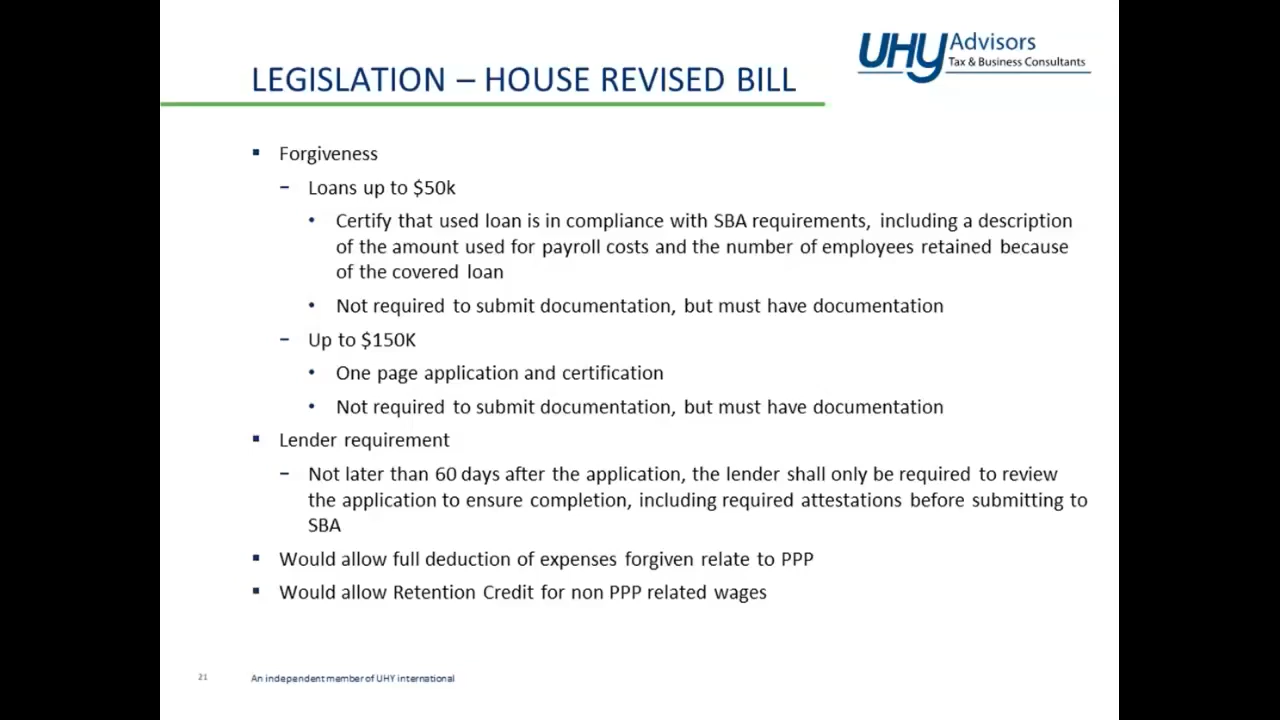 UHY Advisors
Tax & Business Consultants
LEGISLATION – HOUSE REVISED BILL
▪ Forgiveness
− Loans up to $50k
• Certify that used loan is in compliance with SBA requirements, including a description
of the amount used for payroll costs and the number of employees retained because
of the covered loan
• Not required to submit documentation, but must have documentation
− Up to $150K
• One page application and certification
• Not required to submit documentation, but must have documentation
▪ Lender requirement
− Not later than 60 days after the application, the lender shall only be required to review
the application to ensure completion, including required attestations before submitting to
SBA
▪ Would allow full deduction of expenses forgiven relate to PPP
▪ Would allow Retention Credit for non PPP related wages
21 An independent member of UHY international